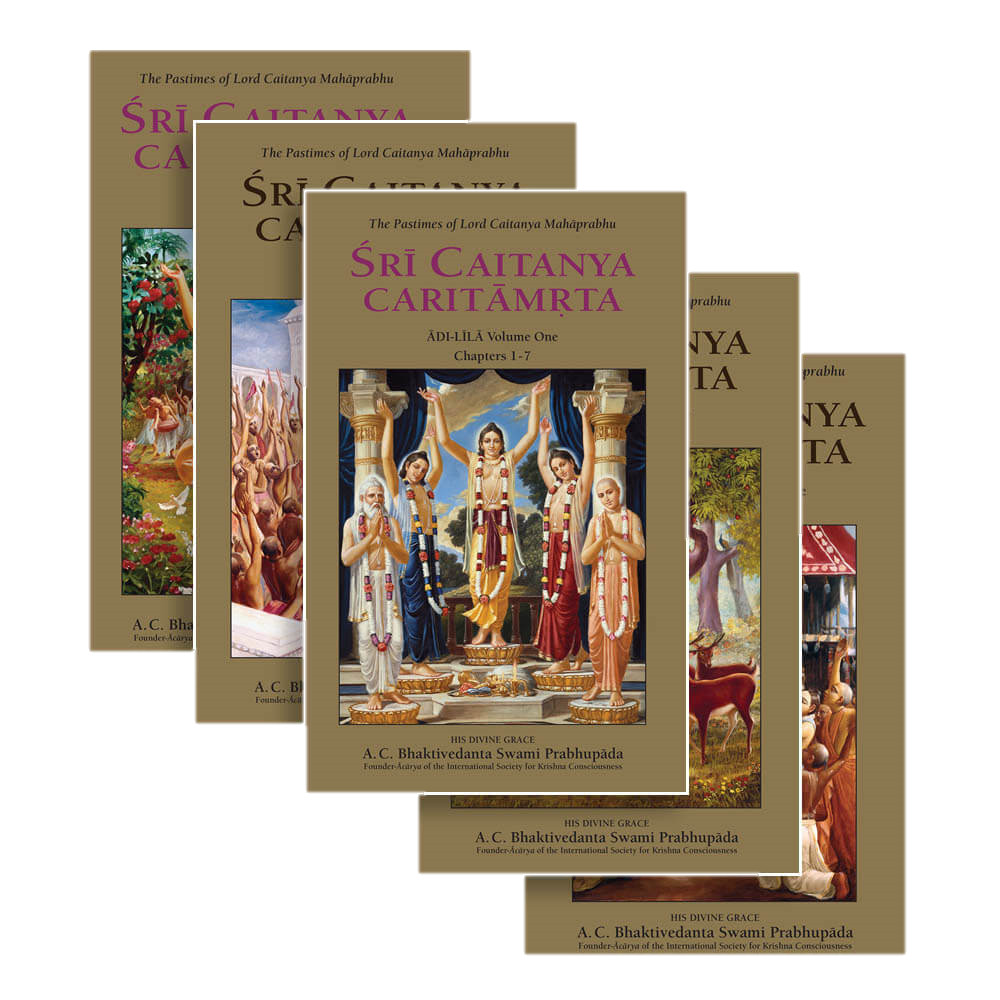 The Pastimes of Lord Caitanya Mahāprabhu
ŚRĪ CAITANYA
CA
A. C. Bha
Founder-Ācārya
The Pastimes of Lord Caitanya Mahāprabhu
ŚRĪ CAITANYA
CA
A. C. Bh
Founder-Ācārya
The Pastimes of Lord Caitanya Mahāprabhu
ŚRĪ CAITANYA
CARITĀMṚTA
ĀDI-LĪLĀ Volume One
Chapters 1-7
HIS DIVINE GRACE
A. C. Bhaktivedanta Swami Prabhupāda
Founder-Ācārya of the International Society for Krishna Consciousness
prabhu
NYA
TA
HIS DIVINE GRACE
A. C. Bhaktivedanta Swami Prabhupāda
Founder-Ācārya of the International Society for Krishna Consciousness
prabhu
NYA
TA
HIS DIVINE GRACE
A. C. Bhaktivedanta Swami Prabhupāda
Founder-Ācārya of the International Society for Krishna Consciousness